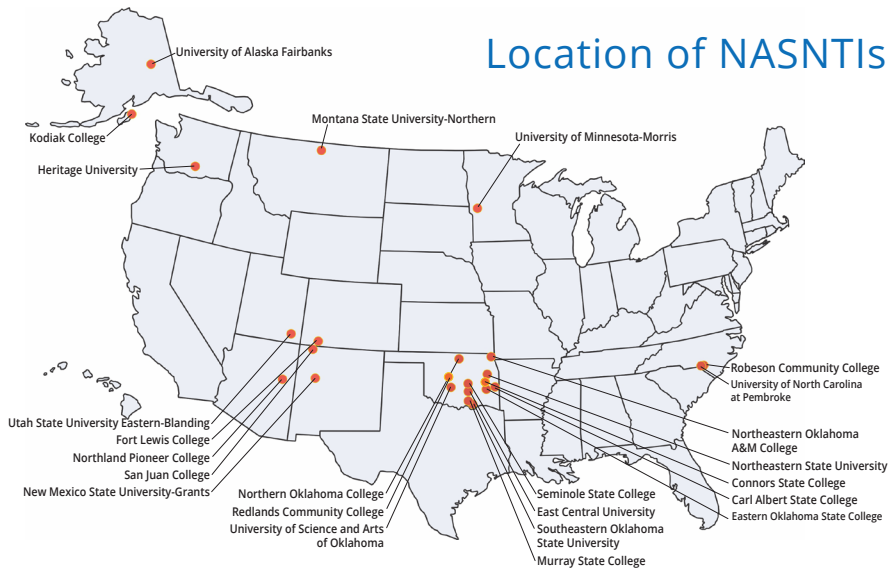 Location of NASNTIs
University of Alaska Fairbanks
Kodiak College
Montana State University-Northern
University of Minnesota-Morris
Heritage University
Robeson Community College
University of North Carolina
at Pembroke
Utah State University Eastern-Blanding
Fort Lewis College
Northland Pioneer College
San Juan College
New Mexico State University-Grants
Northern Oklahoma College
Redlands Community College
University of Science and Arts
of Oklahoma
Seminole State College
East Central University
Southeastern Oklahoma
State University
Murray State College
Northeastern Oklahoma
A&M College
Northeastern State University
Connors State College
Carl Albert State College
Eastern Oklahoma State College